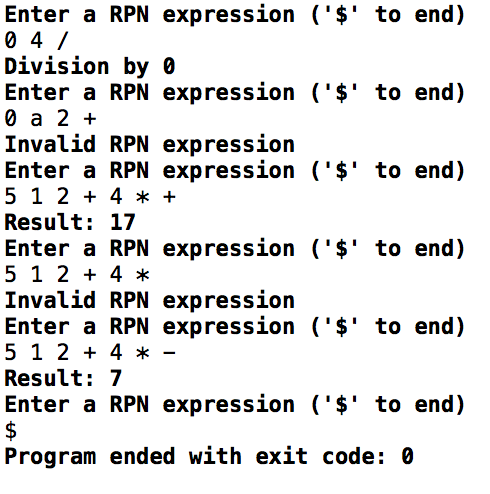 Enter a RPN expression ('$' to end)
0 4 /
Division by 0
Enter a RPN expression ('$' to end)
0 a 2 +
Invalid RPN expression
Enter a RPN expression ('$' to end)
5 1 2 + 4 * +
Result: 17
Enter a RPN expression ('$' to end)
5 1 2 + 4 *
Invalid RPN expression
Enter a RPN expression ('$' to end)
5 1 2 + 4 * -
Result: 7
Enter a RPN expression ('$' to end)
$
Program ended with exit code: 0